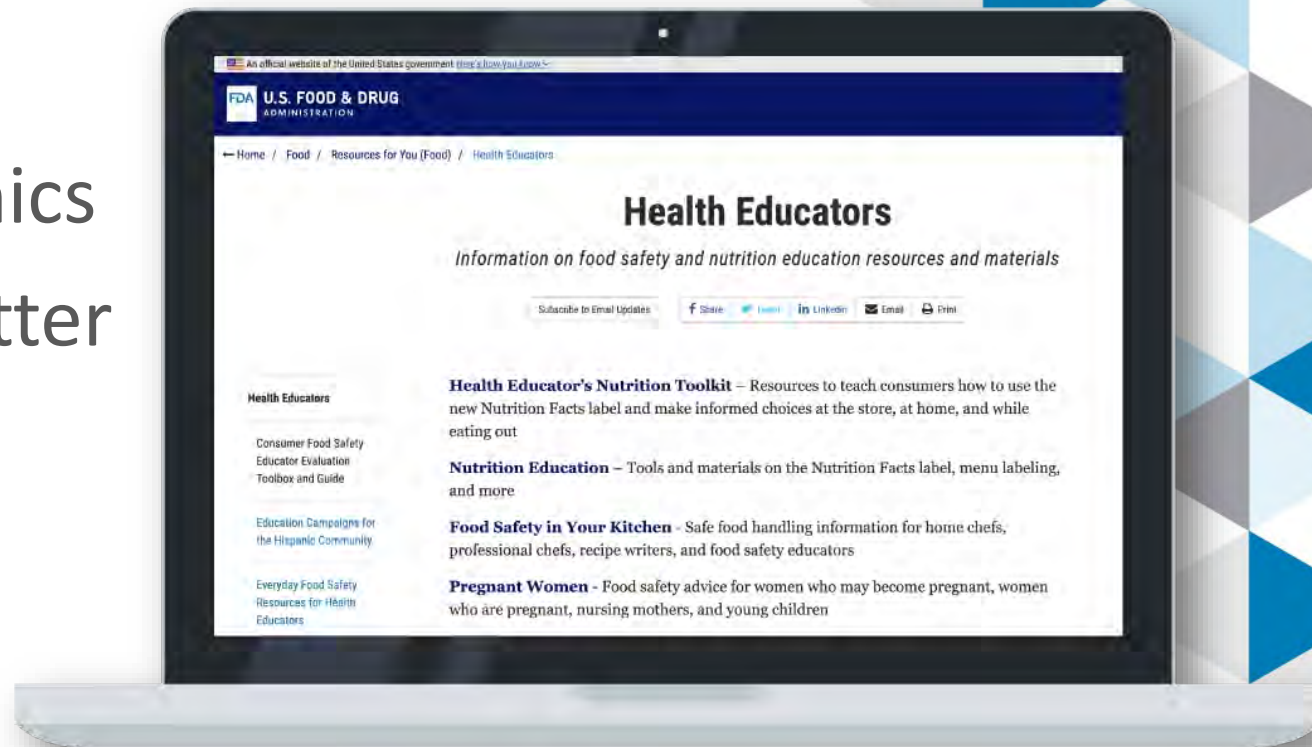 nics
tter
An official website of the United States government Here's how you know
FDA U.S. FOOD & DRUG
ADMINISTRATION
← Home / Food / Resources for You (Food) / Health Educators
Health Educators
Information on food safety and nutrition education resources and materials
Subscribe to Email Updates f Share Tweet in Linkedin Email Print
Health Educators
Consumer Food Safety
Educator Evaluation
Toolbox and Guide
Education Campaigns for
the Hispanic Community
Everyday Food Safety
Resources for Health
Educators
Health Educator's Nutrition Toolkit – Resources to teach consumers how to use the
new Nutrition Facts label and make informed choices at the store, at home, and while
eating out
Nutrition Education – Tools and materials on the Nutrition Facts label, menu labeling,
and more
Food Safety in Your Kitchen - Safe food handling information for home chefs,
professional chefs, recipe writers, and food safety educators
Pregnant Women - Food safety advice for women who may become pregnant, women
who are pregnant, nursing mothers, and young children